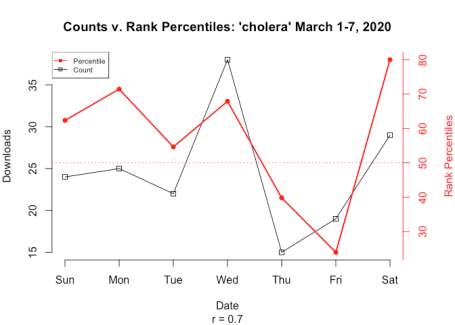 Counts v. Rank Percentiles: 'cholera' March 1-7, 2020
Percentile
Count
Downloads
35
30
25
20
15
80
70
60
50
40
30
Rank Percentiles
Sun Mon Tue Wed Thu Fri Sat
Date
r = 0.7